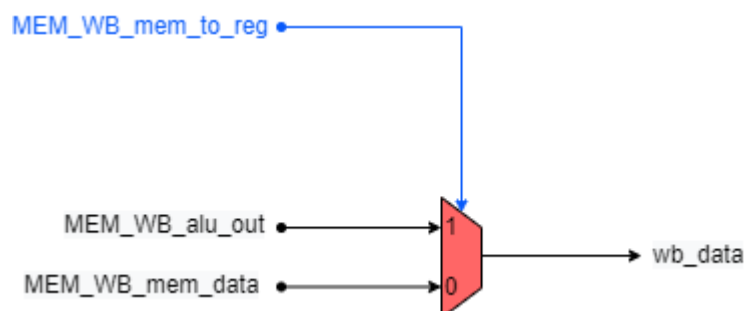 MEM_WB_mem_to_reg
MEM_WB_alu_out
1
wb_data
MEM_WB_mem_data
0